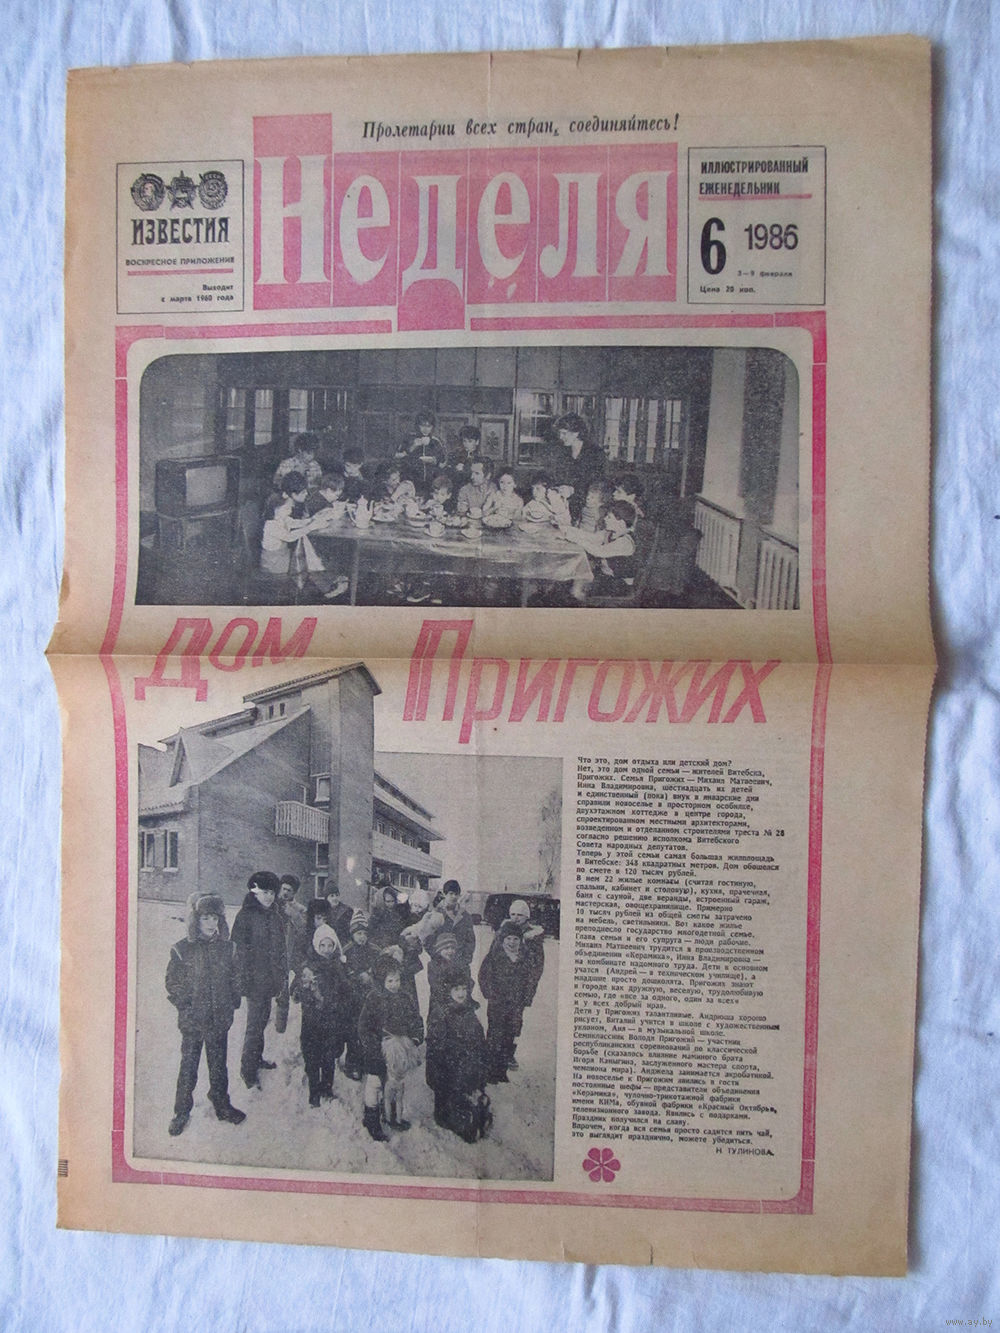 Пролетарии всех стран, соединяйтесь!
ИЗВЕСТИЯ
ВОСКРЕСНОЕ ПРИЛОЖЕНИЕ
Выходит
с марта 1960 года
Неделя
ИЛЛЮСТРИРОВАННЫЙ
ЕЖЕНЕДЕЛЬНИК
6 1986
3—9 февраля
Цена 20 коп.
Дом Пригожих
Что это, дом отдыха или детский дом?
Нет, это дом одной семьи — жителей Витебска,
Пригожих. Семья Пригожих — Михаил Матвеевич,
Инна Владимировна, шестнадцать их детей
и единственный (пока) внук в январские дни
справили новоселье в просторном особняке,
двухэтажном коттедже в центре города,
спроектированном местными архитекторами,
возведенном и отделанном строителями треста № 28
согласно решению исполкома Витебского
Совета народных депутатов.
Теперь у этой семьи самая большая жилплощадь
в Витебске: 348 квадратных метров. Дом обошелся
по смете в 120 тысяч рублей.
В нем 22 жилые комнаты (считая гостиную,
спальни, кабинет и столовую), кухня, прачечная,
баня с сауной, две веранды, встроенный гараж,
мастерская, овощехранилище. Примерно
10 тысяч рублей из общей сметы затрачено
на мебель, светильники. Вот какое жилье
преподнесло государство многодетной семье.
Глава семьи и его супруга — люди рабочие.
Михаил Матвеевич трудится в производственном
объединении «Керамика», Инна Владимировна —
на комбинате надомного труда. Дети в основном
учатся (Андрей — в техническом училище), а
младшие просто дошколята. Пригожих знают
в городе как дружную, веселую, трудолюбивую
семью, где «все за одного, один за всех»
и у всех добрый нрав.
Дети у Пригожих талантливые. Андрюша хорошо
рисует, Виталий учится в школе с художественным
уклоном, Аня — в музыкальной школе.
Семиклассник Володя Пригожий — участник
республиканских соревнований по классической
борьбе (сказалось влияние маминого брата
Игоря Каныгина, заслуженного мастера спорта,
чемпиона мира). Анджела занимается акробатикой.
На новоселье к Пригожим явились в гости
постоянные шефы — представители объединения
«Керамика», чулочно-трикотажной фабрики
имени КИМа, обувной фабрики «Красный Октябрь»,
телевизионного завода. Явились с подарками.
Праздник получился на славу.
Впрочем, когда вся семья просто садится пить чай,
это выглядит празднично, можете убедиться.
Н ТУЛИНОВА.
www.ay.by